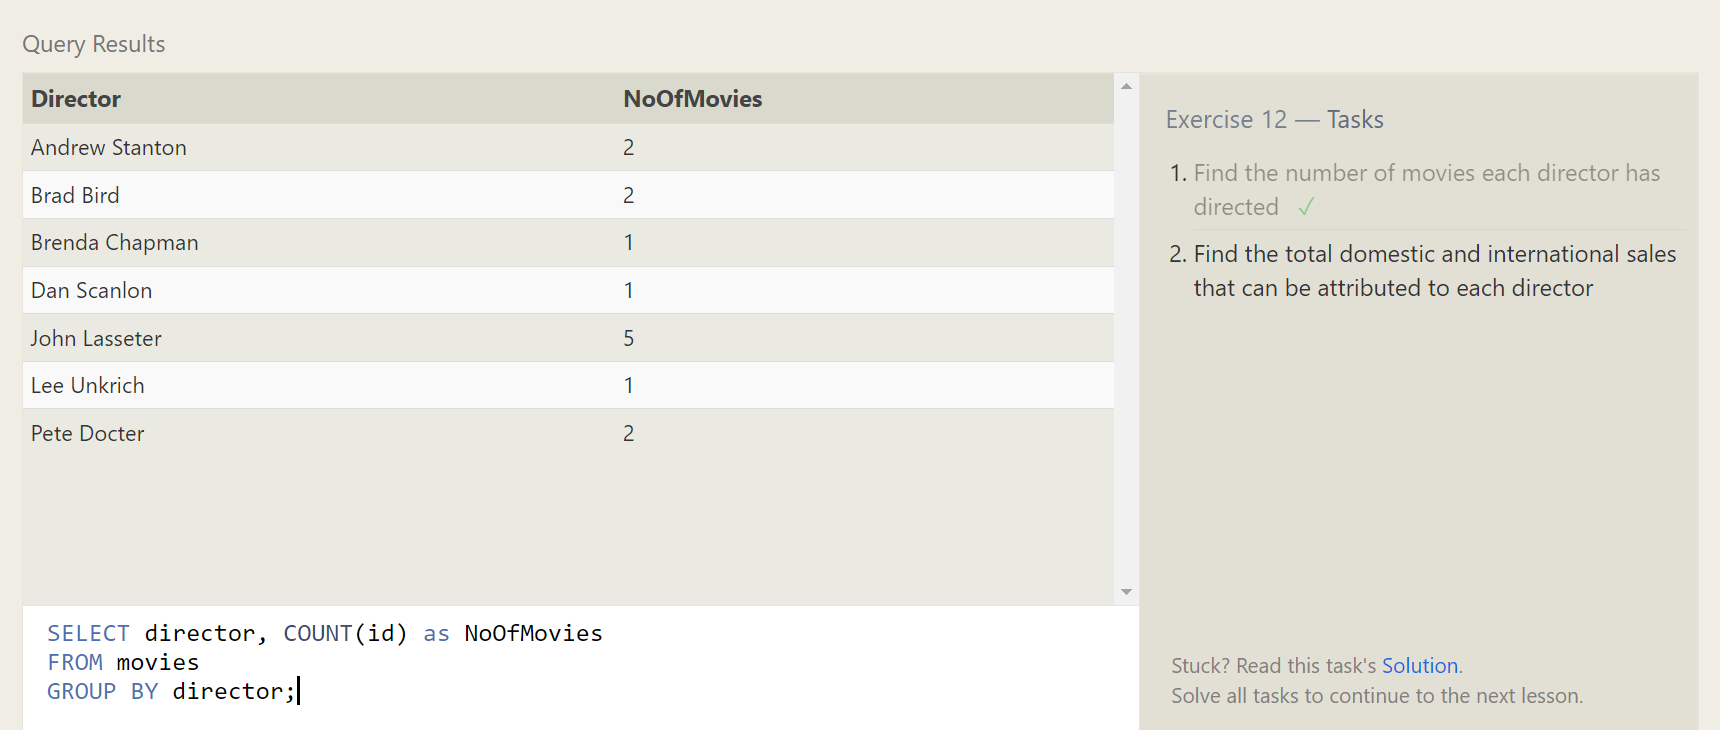 Query Results
Director NoOfMovies
Andrew Stanton 2
Brad Bird 2
Brenda Chapman 1
Dan Scanlon 1
John Lasseter 5
Lee Unkrich 1
Pete Docter 2
SELECT director, COUNT(id) as NoOfMovies
FROM movies
GROUP BY director;
Exercise 12 — Tasks
1. Find the number of movies each director has
directed ✓
2. Find the total domestic and international sales
that can be attributed to each director
Stuck? Read this task's Solution.
Solve all tasks to continue to the next lesson.